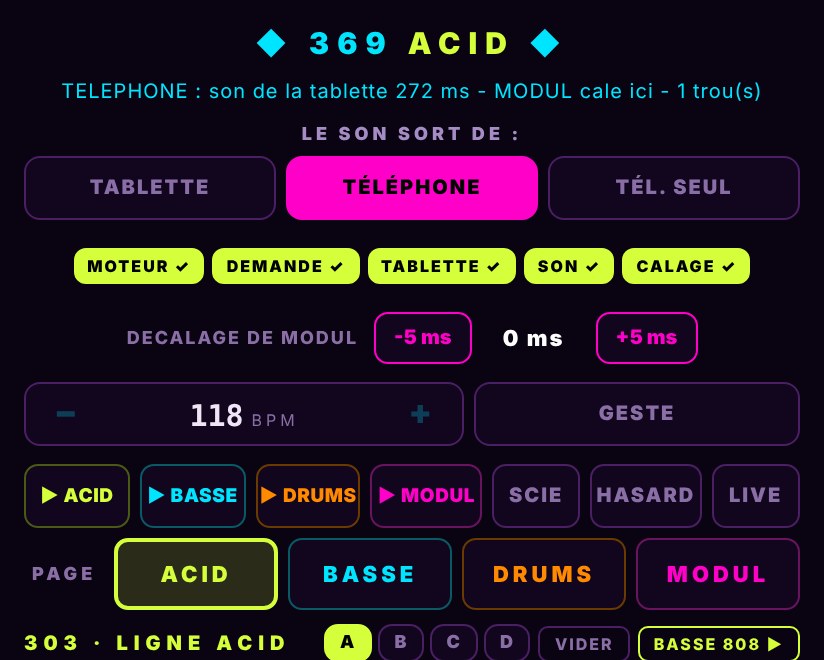 369 ACID
TELEPHONE : son de la tablette 272 ms - MODUL cale ici - 1 trou(s)
LE SON SORT DE :
TABLETTE TÉLÉPHONE TÉL. SEUL
MOTEUR ✓ DEMANDE ✓ TABLETTE ✓ SON ✓ CALAGE ✓
DECALAGE DE MODUL -5 ms 0 ms +5 ms
− 118 BPM + GESTE
▶ ACID ▶ BASSE ▶ DRUMS ▶ MODUL SCIE HASARD LIVE
PAGE ACID BASSE DRUMS MODUL
303 · LIGNE ACID A B C D VIDER BASSE 808 ▶